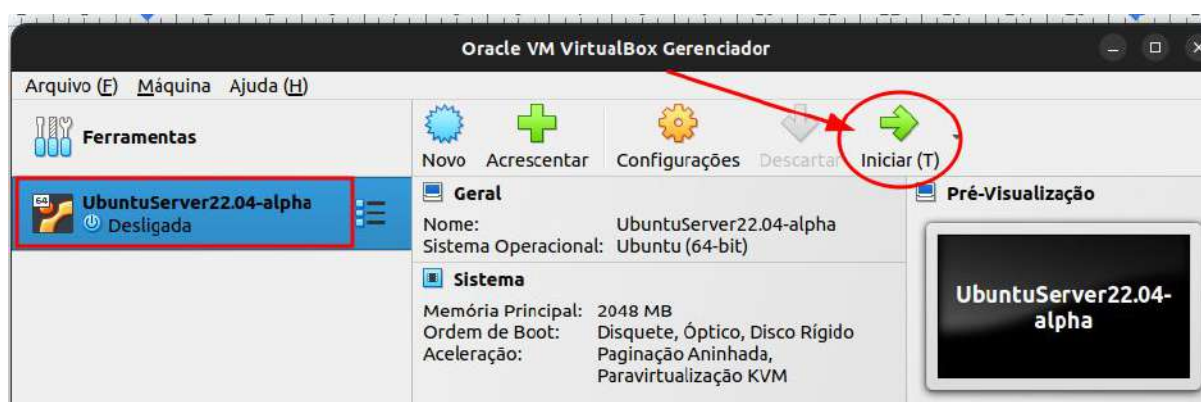 Oracle VM VirtualBox Gerenciador
Arquivo (F) Máquina Ajuda (H)
Ferramentas
Novo Acrescentar Configurações Descartar Iniciar (T)
64
UbuntuServer22.04-alpha
Desligada
Geral
Nome: UbuntuServer22.04-alpha
Sistema Operacional: Ubuntu (64-bit)
Sistema
Memória Principal: 2048 MB
Ordem de Boot: Disquete, Óptico, Disco Rígido
Aceleração: Paginação Aninhada,
Paravirtualização KVM
Pré-Visualização
UbuntuServer22.04-
alpha